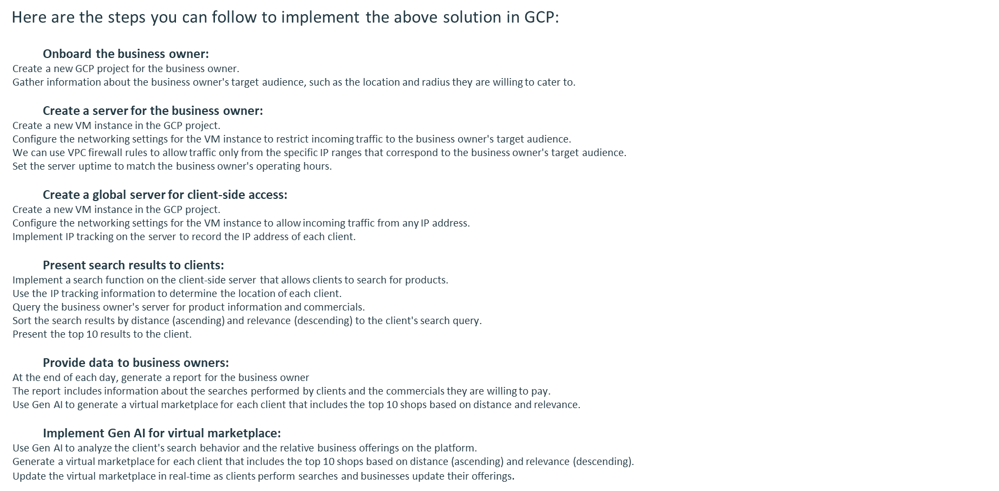 Here are the steps you can follow to implement the above solution in GCP:
Onboard the business owner:
Create a new GCP project for the business owner.
Gather information about the business owner's target audience, such as the location and radius they are willing to cater to.
Create a server for the business owner:
Create a new VM instance in the GCP project.
Configure the networking settings for the VM instance to restrict incoming traffic to the business owner's target audience.
We can use VPC firewall rules to allow traffic only from the specific IP ranges that correspond to the business owner's target audience.
Set the server uptime to match the business owner's operating hours.
Create a global server for client-side access:
Create a new VM instance in the GCP project.
Configure the networking settings for the VM instance to allow incoming traffic from any IP address.
Implement IP tracking on the server to record the IP address of each client.
Present search results to clients:
Implement a search function on the client-side server that allows clients to search for products.
Use the IP tracking information to determine the location of each client.
Query the business owner's server for product information and commercials.
Sort the search results by distance (ascending) and relevance (descending) to the client's search query.
Present the top 10 results to the client.
Provide data to business owners:
At the end of each day, generate a report for the business owner
The report includes information about the searches performed by clients and the commercials they are willing to pay.
Use Gen AI to generate a virtual marketplace for each client that includes the top 10 shops based on distance and relevance.
Implement Gen AI for virtual marketplace:
Use Gen AI to analyze the client's search behavior and the relative business offerings on the platform.
Generate a virtual marketplace for each client that includes the top 10 shops based on distance (ascending) and relevance (descending).
Update the virtual marketplace in real-time as clients perform searches and businesses update their offerings.